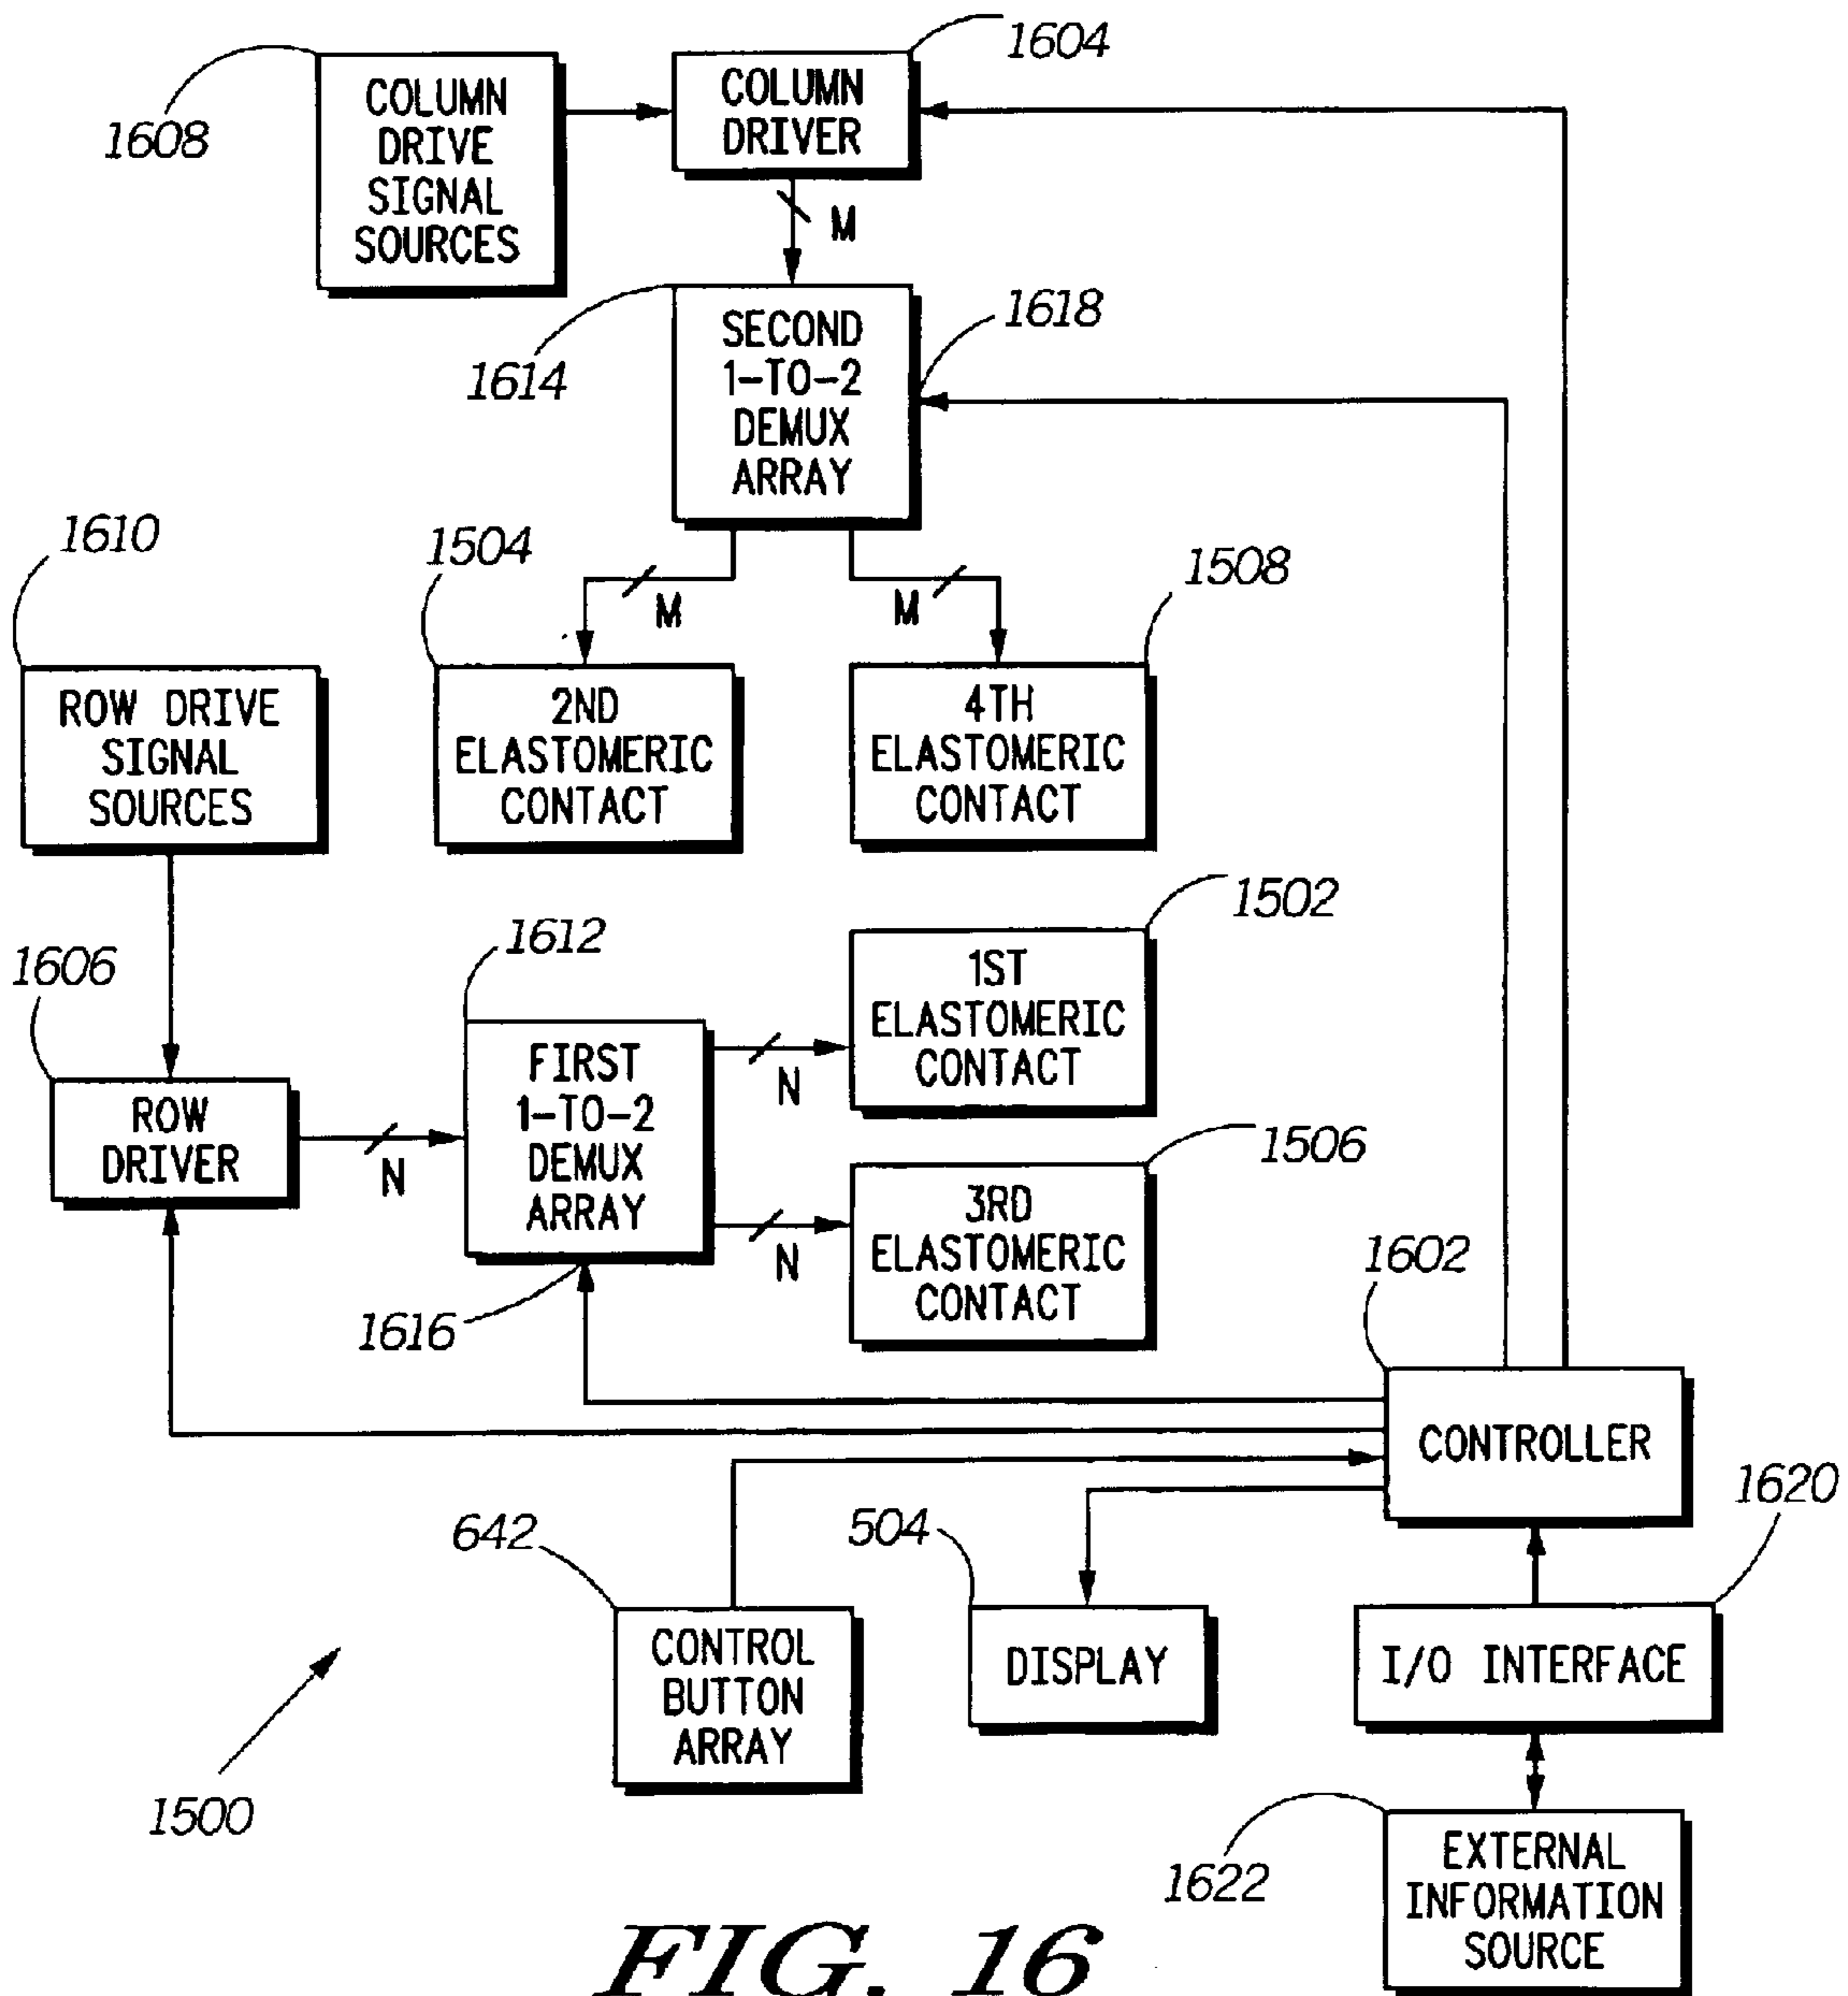 1604
COLUMN
DRIVE
SIGNAL
SOURCES
COLUMN
DRIVER
1608
M
SECOND
1-TO-2
DEMUX
ARRAY
1618
1614
1610
1504
1508
M
M
ROW DRIVE
SIGNAL
SOURCES
2ND
ELASTOMERIC
CONTACT
4TH
ELASTOMERIC
CONTACT
1502
1612
1606
1ST
ELASTOMERIC
CONTACT
FIRST
1-TO-2
DEMUX
ARRAY
N
ROW
DRIVER
N
1506
3RD
ELASTOMERIC
CONTACT
N
1602
1616
CONTROLLER
1620
642
504
CONTROL
BUTTON
ARRAY
DISPLAY
I/O INTERFACE
1500
1622
EXTERNAL
INFORMATION
SOURCE
FIG. 16